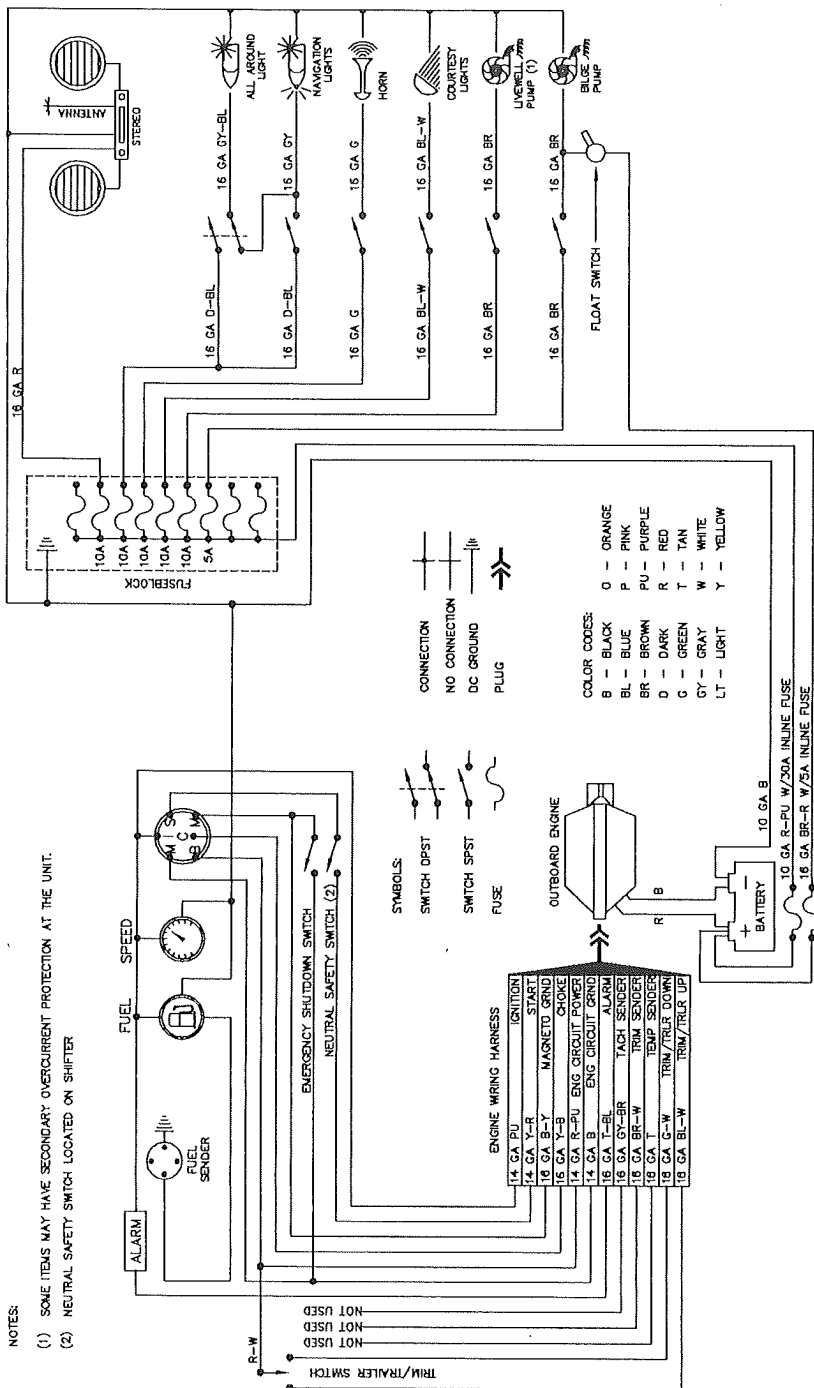 NOTES:
(1) SOME ITEMS MAY HAVE SECONDARY OVERCURRENT PROTECTION AT THE UNIT.
(2) NEUTRAL SAFETY SWITCH LOCATED ON SHIFTER
ALARM
FUEL SENDER
FUEL
SPEED
M
S
C
B
M
EMERGENCY SHUTDOWN SWITCH
NEUTRAL SAFETY SWITCH (2)
R-W
TRIM/TRAILER SWITCH
NOT USED
NOT USED
NOT USED
ENGINE WIRING HARNESS
14 GA PU IGNITION
14 GA Y-R START
16 GA B-Y MAGNETO GRND
16 GA Y-B CHOKE
14 GA R-PU ENG CIRCUIT POWER
14 GA B ENG CIRCUIT GRND
16 GA T-BL ALARM
16 GA GY-BR TACH SENDER
16 GA BR-W TRIM SENDER
16 GA T TEMP SENDER
16 GA G-W TRIM/TRLR DOWN
16 GA BL-W TRIM/TRLR UP
SYMBOLS:
SWITCH DPST
SWITCH SPST
FUSE
CONNECTION
NO CONNECTION
DC GROUND
PLUG
OUTBOARD ENGINE
R
B
BATTERY
+
−
COLOR CODES:
B – BLACK O – ORANGE
BL – BLUE P – PINK
BR – BROWN PU – PURPLE
D – DARK R – RED
G – GREEN T – TAN
GY – GRAY W – WHITE
LT – LIGHT Y – YELLOW
10 GA B
10 GA R-PU W/30A INLINE FUSE
16 GA BR-R W/5A INLINE FUSE
FUSEBLOCK
10A
10A
10A
10A
10A
5A
16 GA R
ANTENNA
STEREO
16 GA D-BL
16 GA GY-BL
ALL AROUND LIGHT
16 GA D-BL
16 GA GY
NAVIGATION LIGHTS
16 GA G
15 GA G
HORN
16 GA BL-W
16 GA BL-W
COURTESY LIGHTS
16 GA BR
16 GA BR
LIVEWELL PUMP (1)
16 GA BR
16 GA BR
BILGE PUMP
FLOAT SWITCH